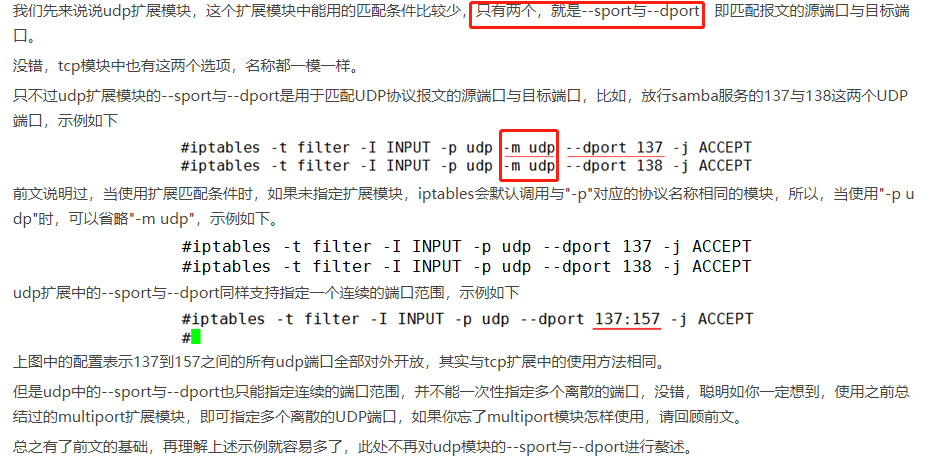 我们先来说说udp扩展模块，这个扩展模块中能用的匹配条件比较少，只有两个，就是--sport与--dport，即匹配报文的源端口与目标端
口。
没错，tcp模块中也有这两个选项，名称都一模一样。
只不过udp扩展模块的--sport与--dport是用于匹配UDP协议报文的源端口与目标端口，比如，放行samba服务的137与138这两个UDP
端口，示例如下
#iptables -t filter -I INPUT -p udp -m udp --dport 137 -j ACCEPT
#iptables -t filter -I INPUT -p udp -m udp --dport 138 -j ACCEPT
前文说明过，当使用扩展匹配条件时，如果未指定扩展模块，iptables会默认调用与"-p"对应的协议名称相同的模块，所以，当使用"-p u
dp"时，可以省略"-m udp"，示例如下。
#iptables -t filter -I INPUT -p udp --dport 137 -j ACCEPT
#iptables -t filter -I INPUT -p udp --dport 138 -j ACCEPT
udp扩展中的--sport与--dport同样支持指定一个连续的端口范围，示例如下
#iptables -t filter -I INPUT -p udp --dport 137:157 -j ACCEPT
#
上图中的配置表示137到157之间的所有udp端口全部对外开放，其实与tcp扩展中的使用方法相同。
但是udp中的--sport与--dport也只能指定连续的端口范围，并不能一次性指定多个离散的端口，没错，聪明如你一定想到，使用之前总
结过的multiport扩展模块，即可指定多个离散的UDP端口，如果你忘了multiport模块怎样使用，请回顾前文。
总之有了前文的基础，再理解上述示例就容易多了，此处不再对udp模块的--sport与--dport进行赘述。